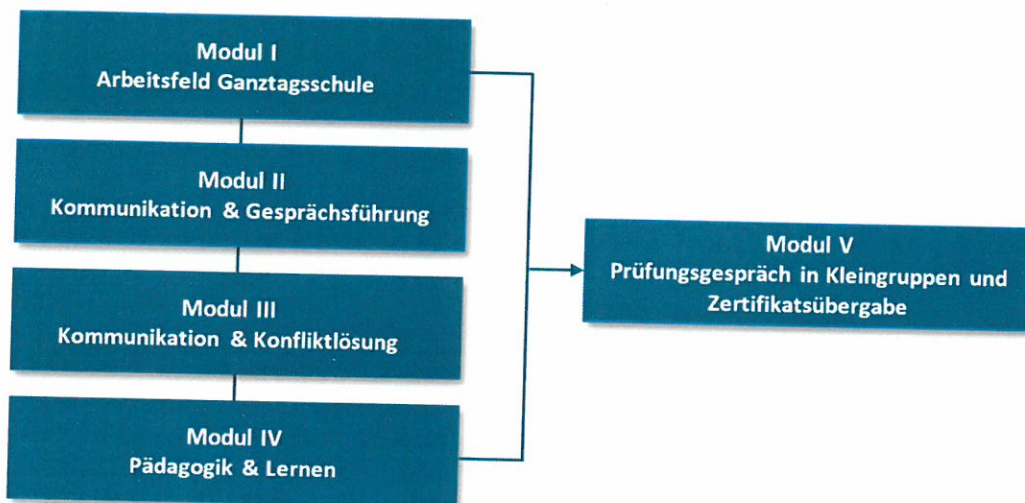 Modul I
Arbeitsfeld Ganztagsschule
Modul II
Kommunikation & Gesprächsführung
Modul III
Kommunikation & Konfliktlösung
Modul IV
Pädagogik & Lernen
Modul V
Prüfungsgespräch in Kleingruppen und
Zertifikatsübergabe